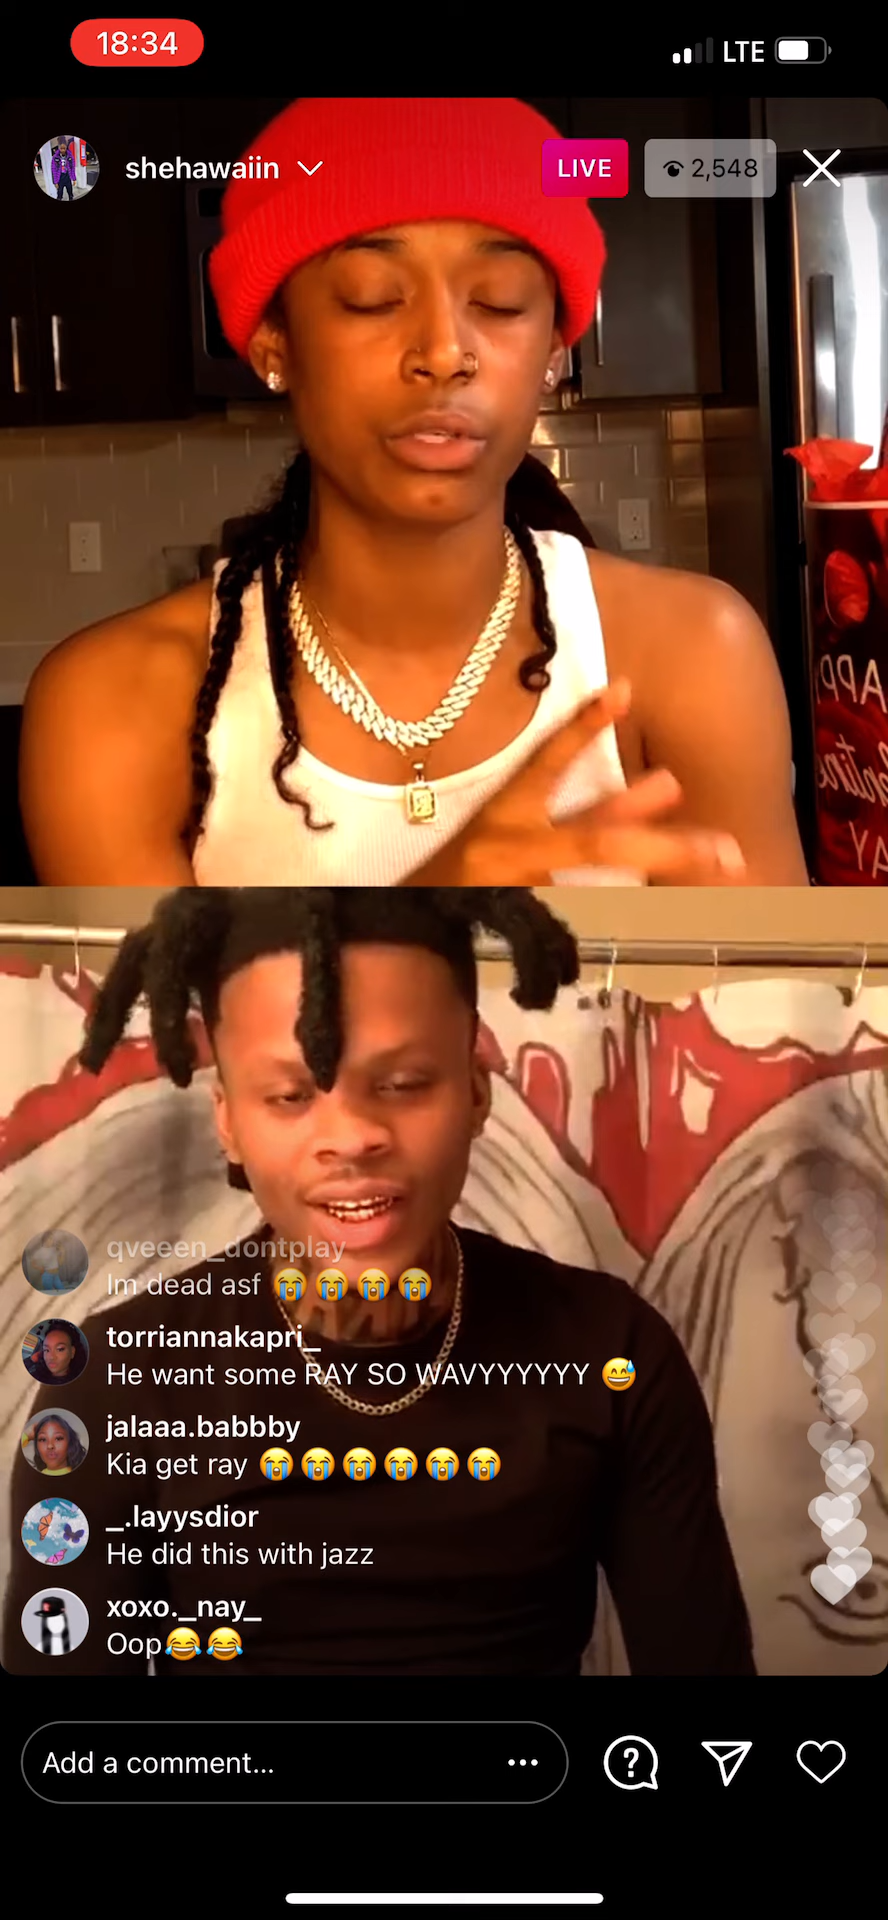 18:34
LTE
shehawaiin
LIVE
2,548
qveeen_dontplay
Im dead asf 😭😭😭😭
torriannakapri_
He want some RAY SO WAVYYYYYY 😅
jalaaa.babbby
Kia get ray 😭😭😭😭😭😭
_.layysdior
He did this with jazz
xoxo._nay_
Oop😂😂
Add a comment...